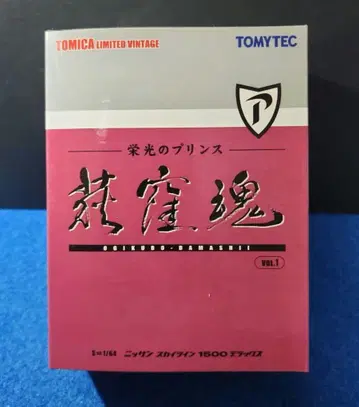 TOMICA LIMITED VINTAGE
TOMYTEC
P
栄光のプリンス
荻窪魂
OGIKUBO-DAMASHII
VOL.1
S=1/64 ニッサン スカイライン 1500 デラックス